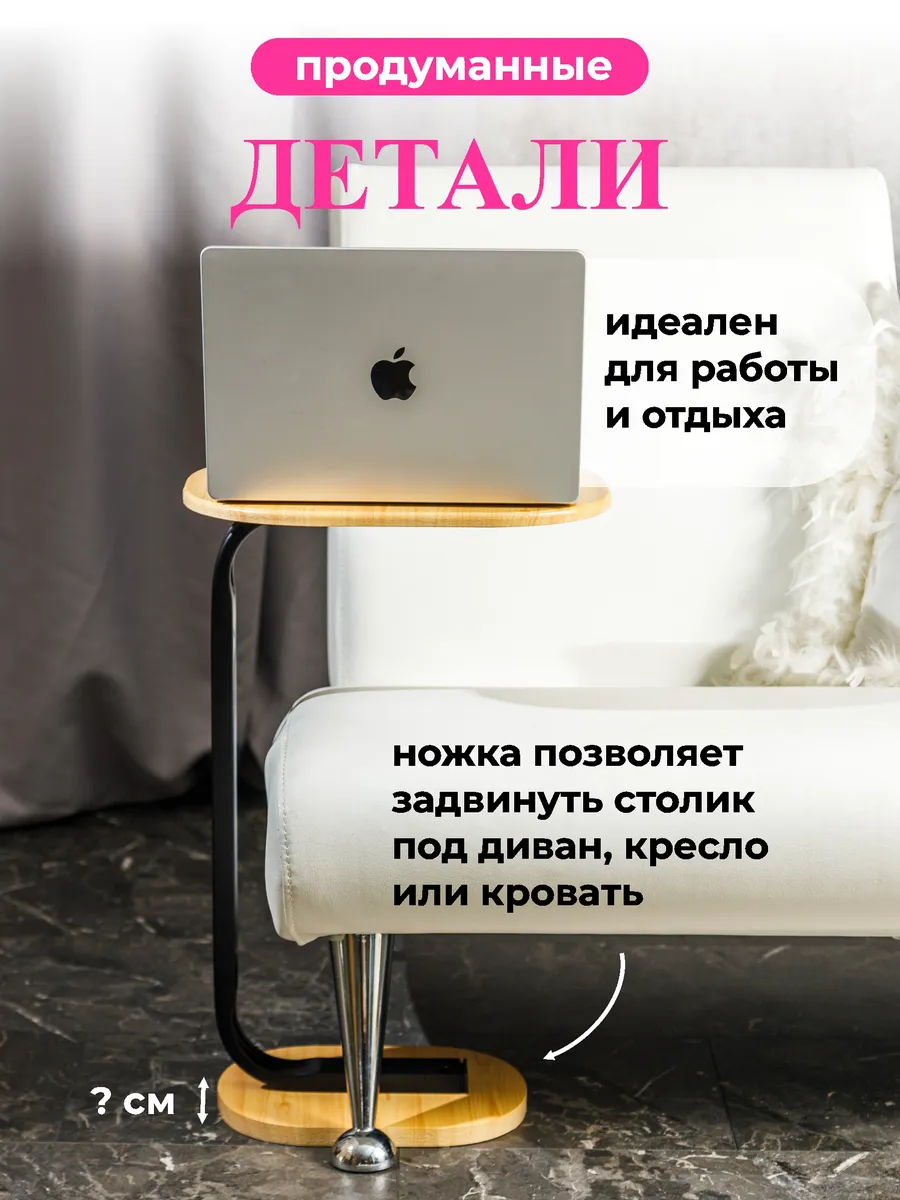 продуманные
ДЕТАЛИ
идеален
для работы
и отдыха
ножка позволяет
задвинуть столик
под диван, кресло
или кровать
? см